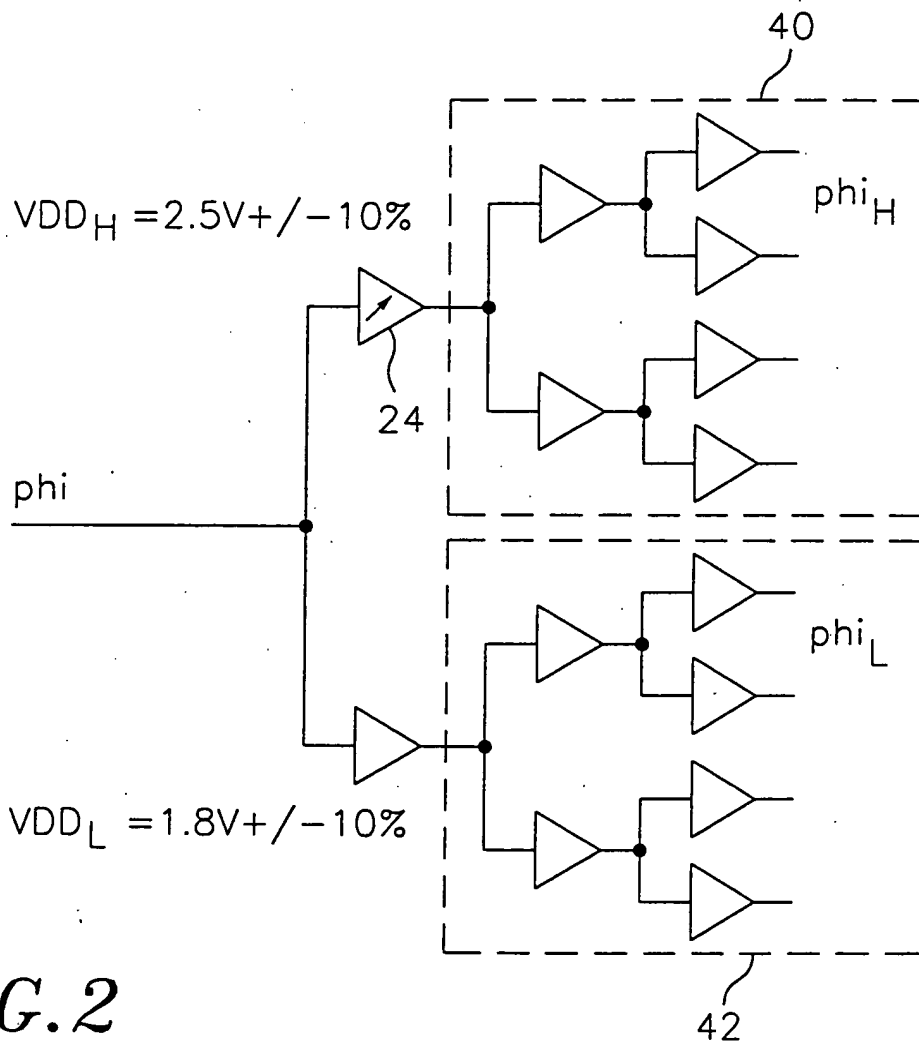 40
VDD_H =2.5V+/-10%
phi_H
24
phi
phi_L
VDD_L =1.8V+/-10%
G.2
42